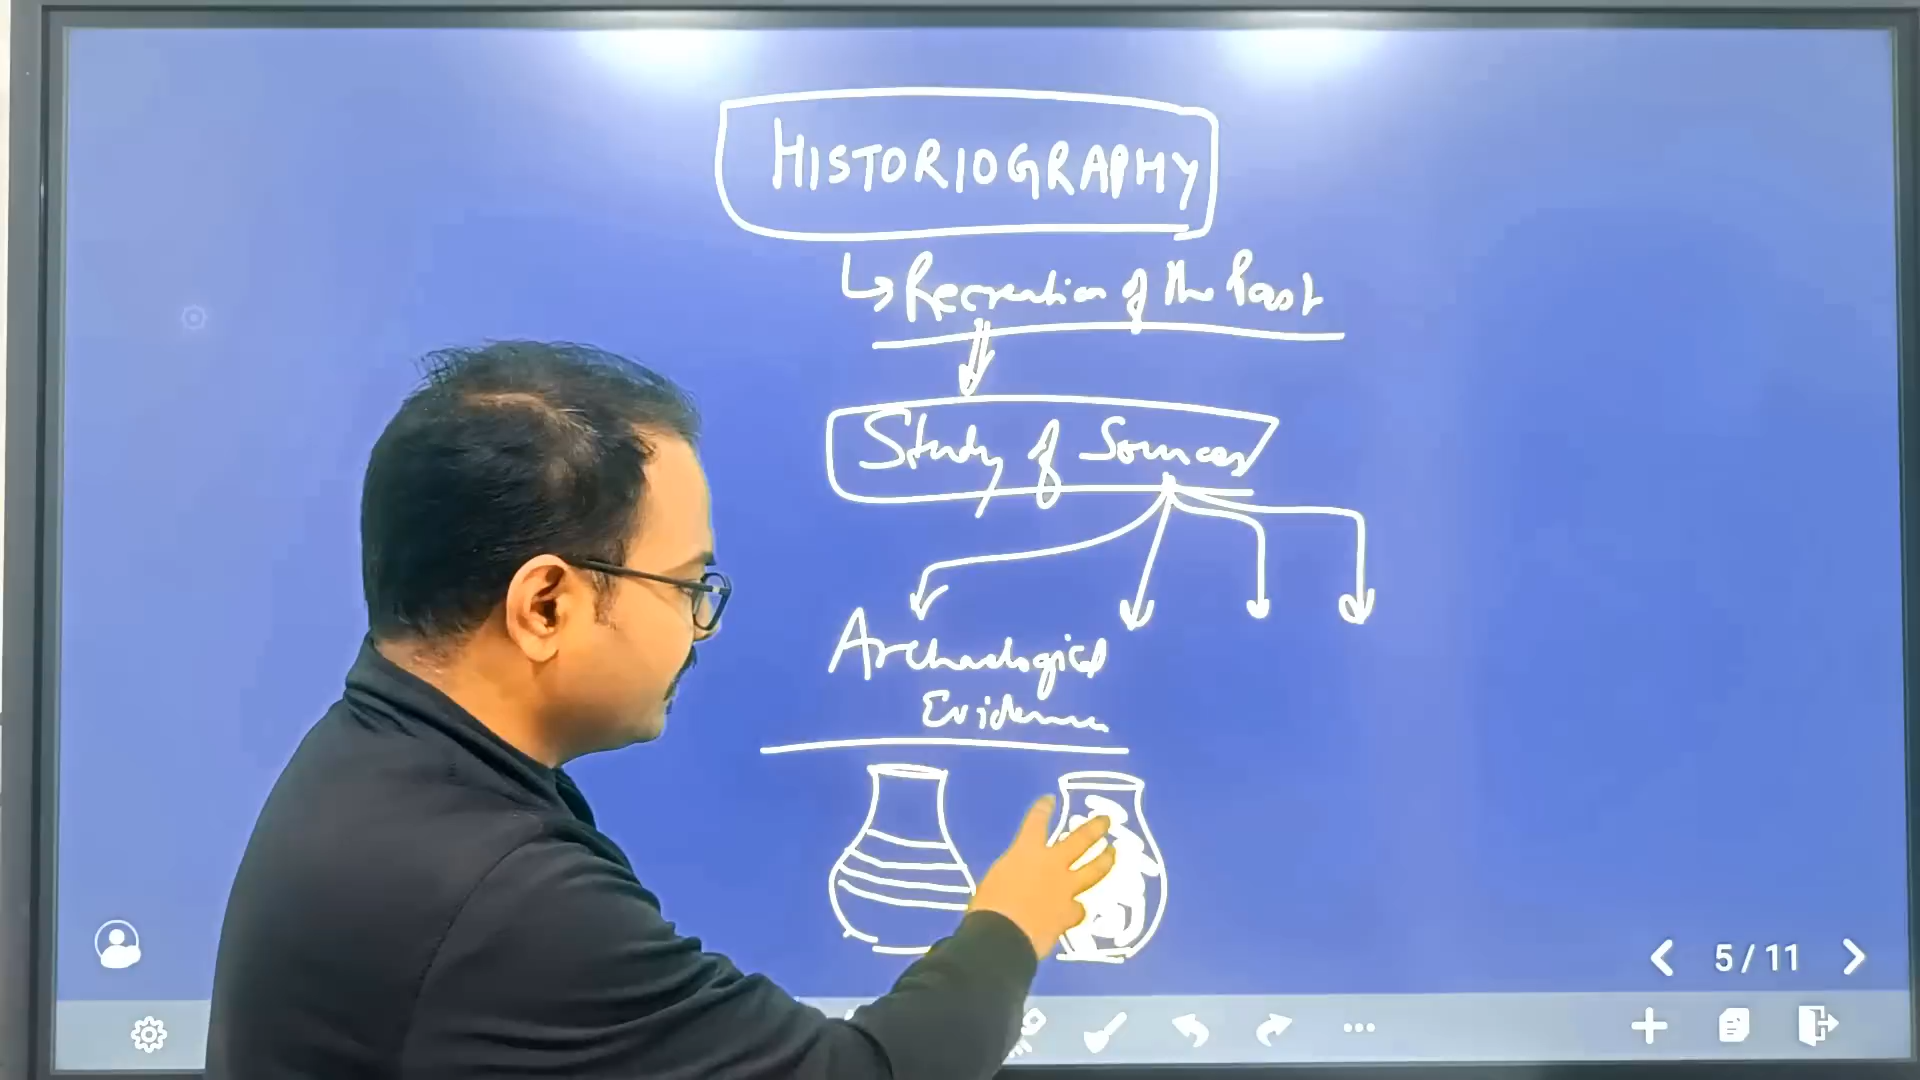 HISTORIOGRAPHY
↳ Recreation of the Past
Study of Sources
Archaeological
Evidence
5/11